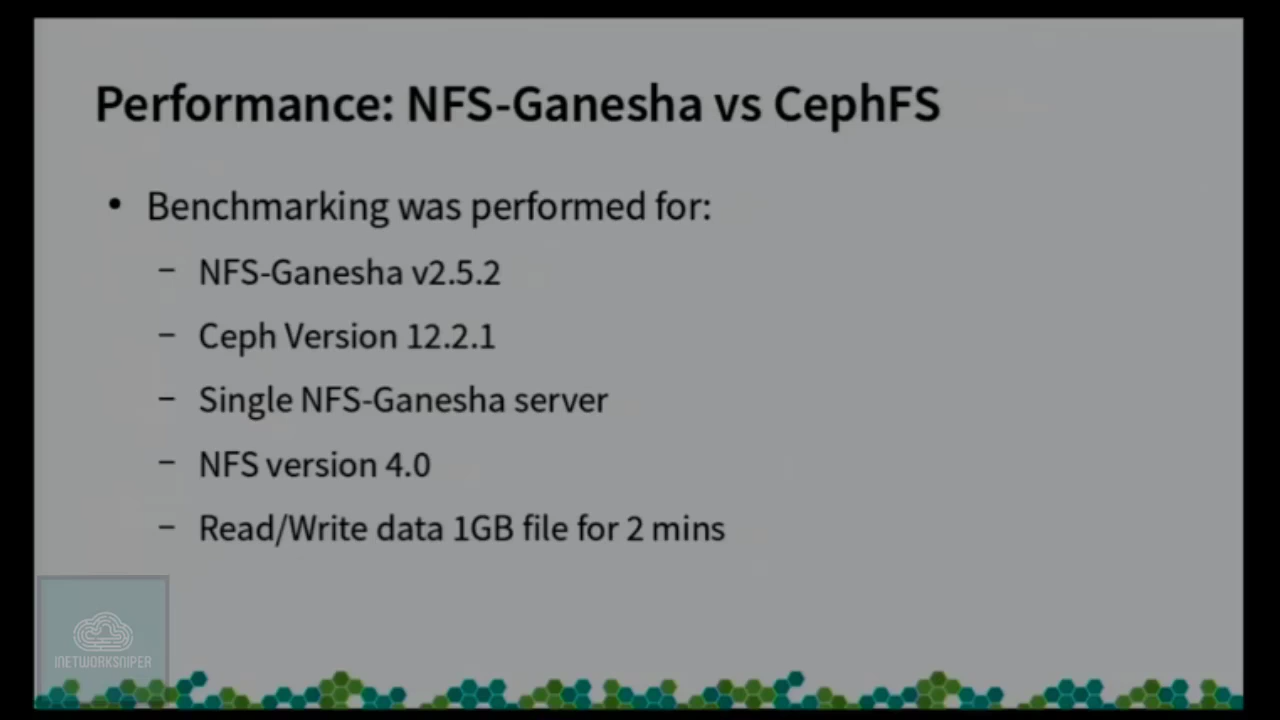 Performance: NFS-Ganesha vs CephFS
• Benchmarking was performed for:
– NFS-Ganesha v2.5.2
– Ceph Version 12.2.1
– Single NFS-Ganesha server
– NFS version 4.0
– Read/Write data 1GB file for 2 mins
INETWORKSNIPER